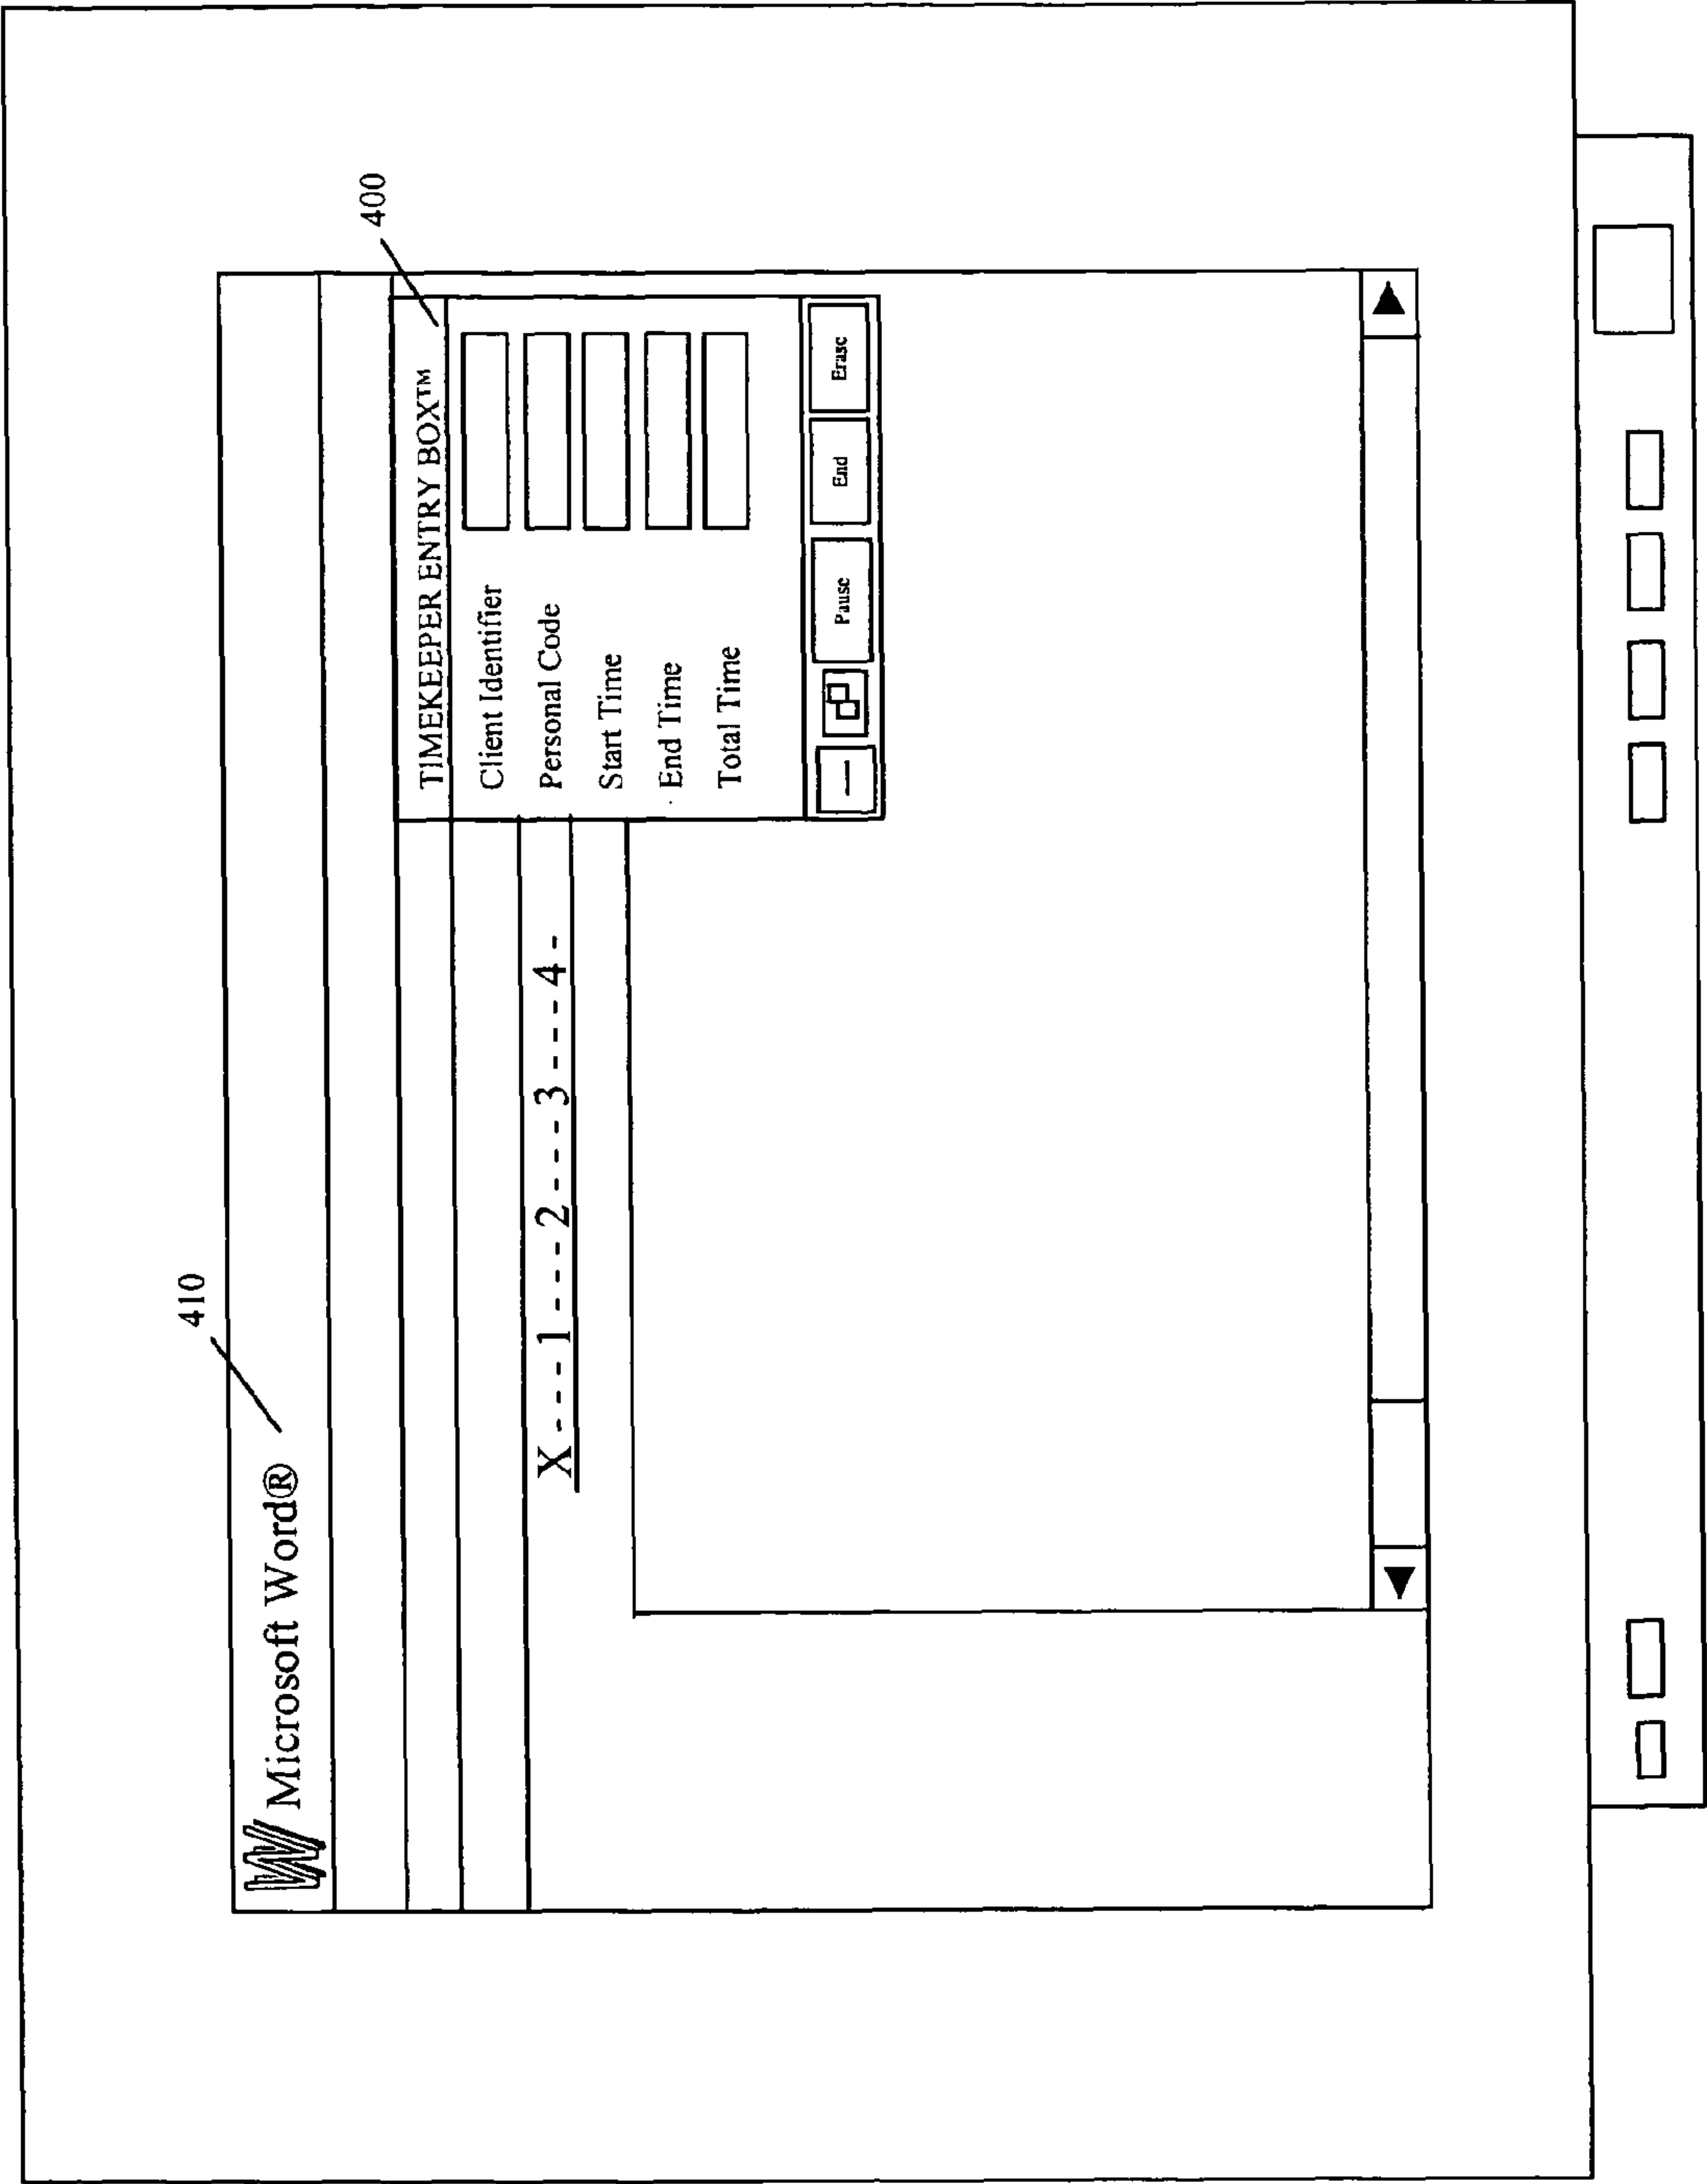 410
Microsoft Word®
400
TIMEKEEPER ENTRY BOX™
Client Identifier
Personal Code
Start Time
End Time
Total Time
X - - - 1 - - - - 2 - - - - 3 - - - - 4 -
Pause End Erase